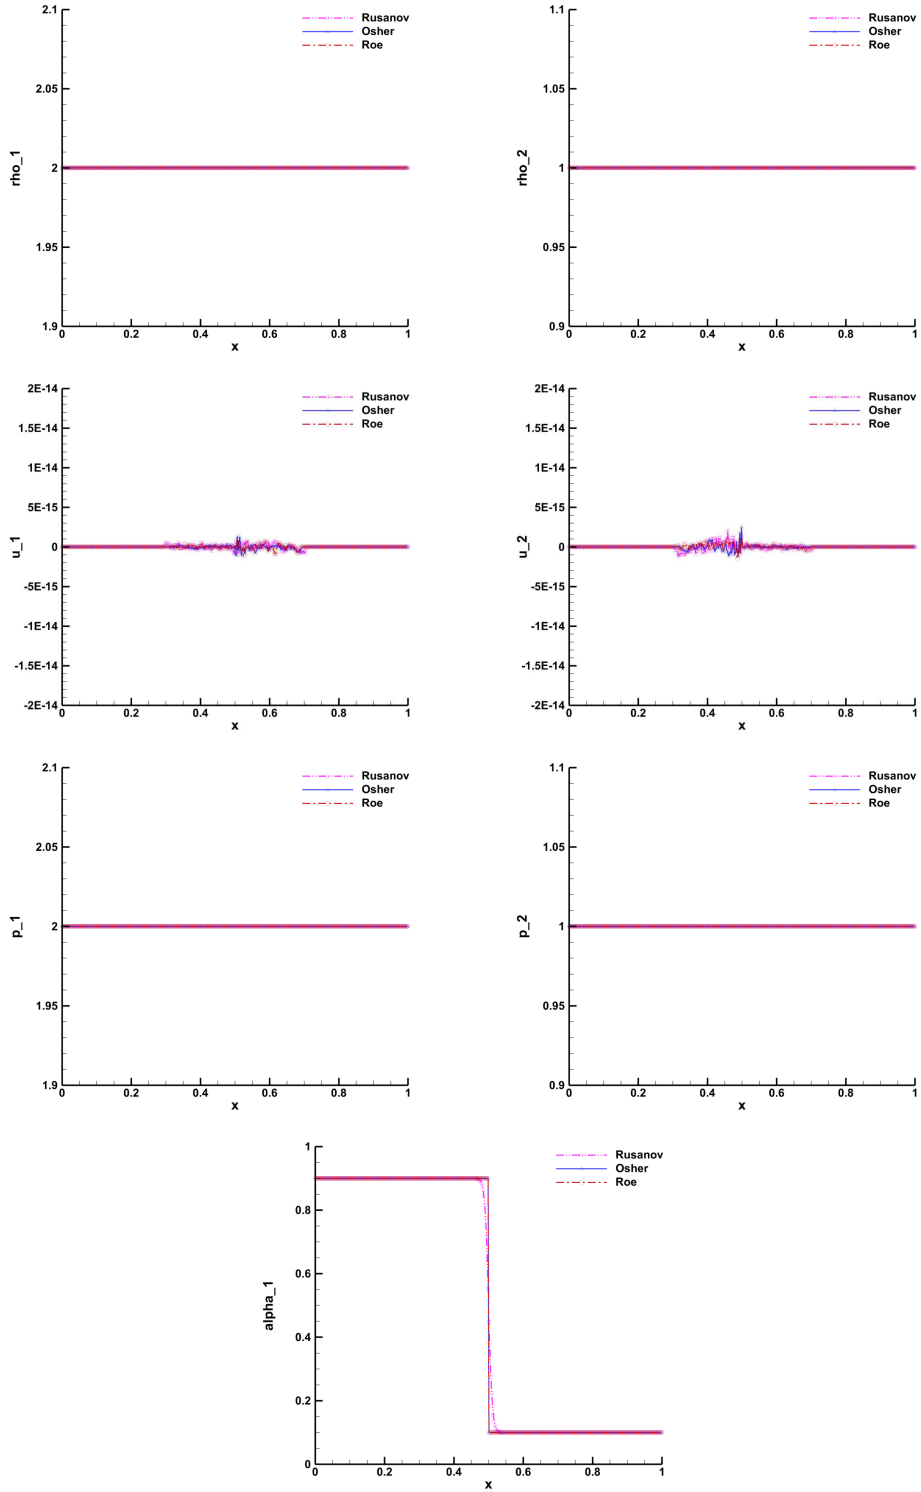 2.1
2.05
2
1.95
1.9
rho_1
0 0.2 0.4 0.6 0.8 1
x
Rusanov
Osher
Roe
1.1
1.05
1
0.95
0.9
rho_2
0 0.2 0.4 0.6 0.8 1
x
Rusanov
Osher
Roe
2E-14
1.5E-14
1E-14
5E-15
0
-5E-15
-1E-14
-1.5E-14
-2E-14
u_1
0 0.2 0.4 0.6 0.8 1
x
Rusanov
Osher
Roe
2E-14
1.5E-14
1E-14
5E-15
0
-5E-15
-1E-14
-1.5E-14
-2E-14
u_2
0 0.2 0.4 0.6 0.8 1
x
Rusanov
Osher
Roe
2.1
2.05
2
1.95
1.9
p_1
0 0.2 0.4 0.6 0.8 1
x
Rusanov
Osher
Roe
1.1
1.05
1
0.95
0.9
p_2
0 0.2 0.4 0.6 0.8 1
x
Rusanov
Osher
Roe
1
0.8
0.6
0.4
0.2
0
alpha_1
0 0.2 0.4 0.6 0.8 1
x
Rusanov
Osher
Roe